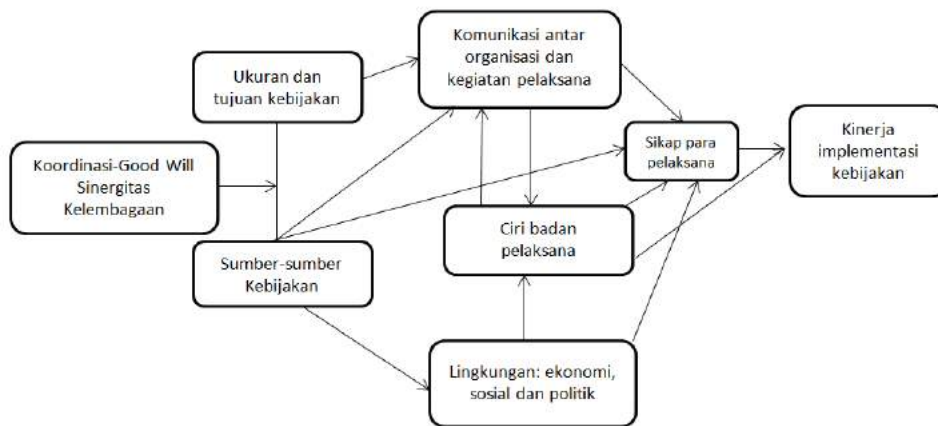 Komunikasi antar
organisasi dan
kegiatan pelaksana
Ukuran dan
tujuan kebijakan
Sikap para
pelaksana
Kinerja
implementasi
kebijakan
Koordinasi-Good Will
Sinergitas
Kelembagaan
Ciri badan
pelaksana
Sumber-sumber
Kebijakan
Lingkungan: ekonomi,
sosial dan politik